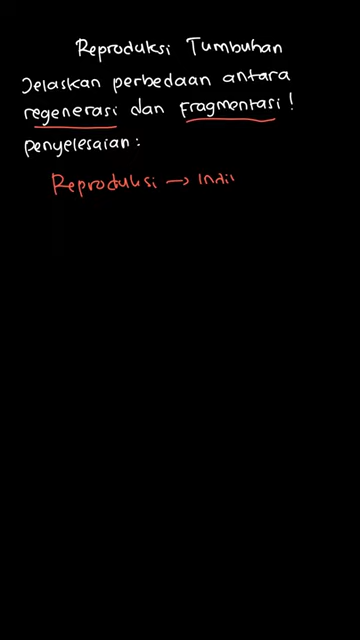 Reproduksi Tumbuhan
Jelaskan perbedaan antara
regenerasi dan Fragmentasi!
Penyelesaian:
Reproduksi → Indi